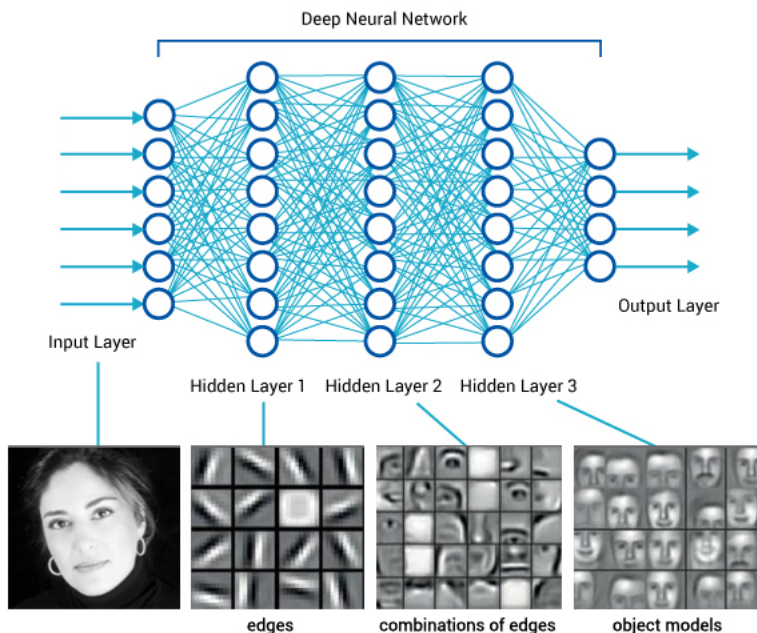 Deep Neural Network
Input Layer
Output Layer
Hidden Layer 1
Hidden Layer 2
Hidden Layer 3
edges
combinations of edges
object models